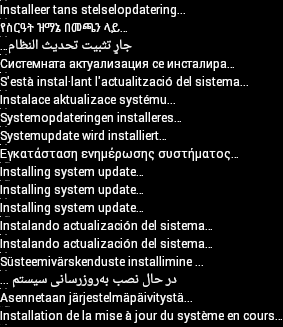 Installeer tans stelselopdatering...
የስርዓት ዝማኔ በመጫን ላይ...
جارٍ تثبيت تحديث النظام...
Системната актуализация се инсталира...
S'està instal·lant l'actualització del sistema...
Instalace aktualizace systému...
Systemopdateringen installeres...
Systemupdate wird installiert...
Εγκατάσταση ενημέρωσης συστήματος...
Installing system update...
Installing system update...
Installing system update...
Instalando actualización del sistema...
Instalando actualización del sistema...
Süsteemivärskenduste installimine ...
در حال نصب به‌روزرسانی سیستم ...
Asennetaan järjestelmäpäivitystä...
Installation de la mise à jour du système en cours...